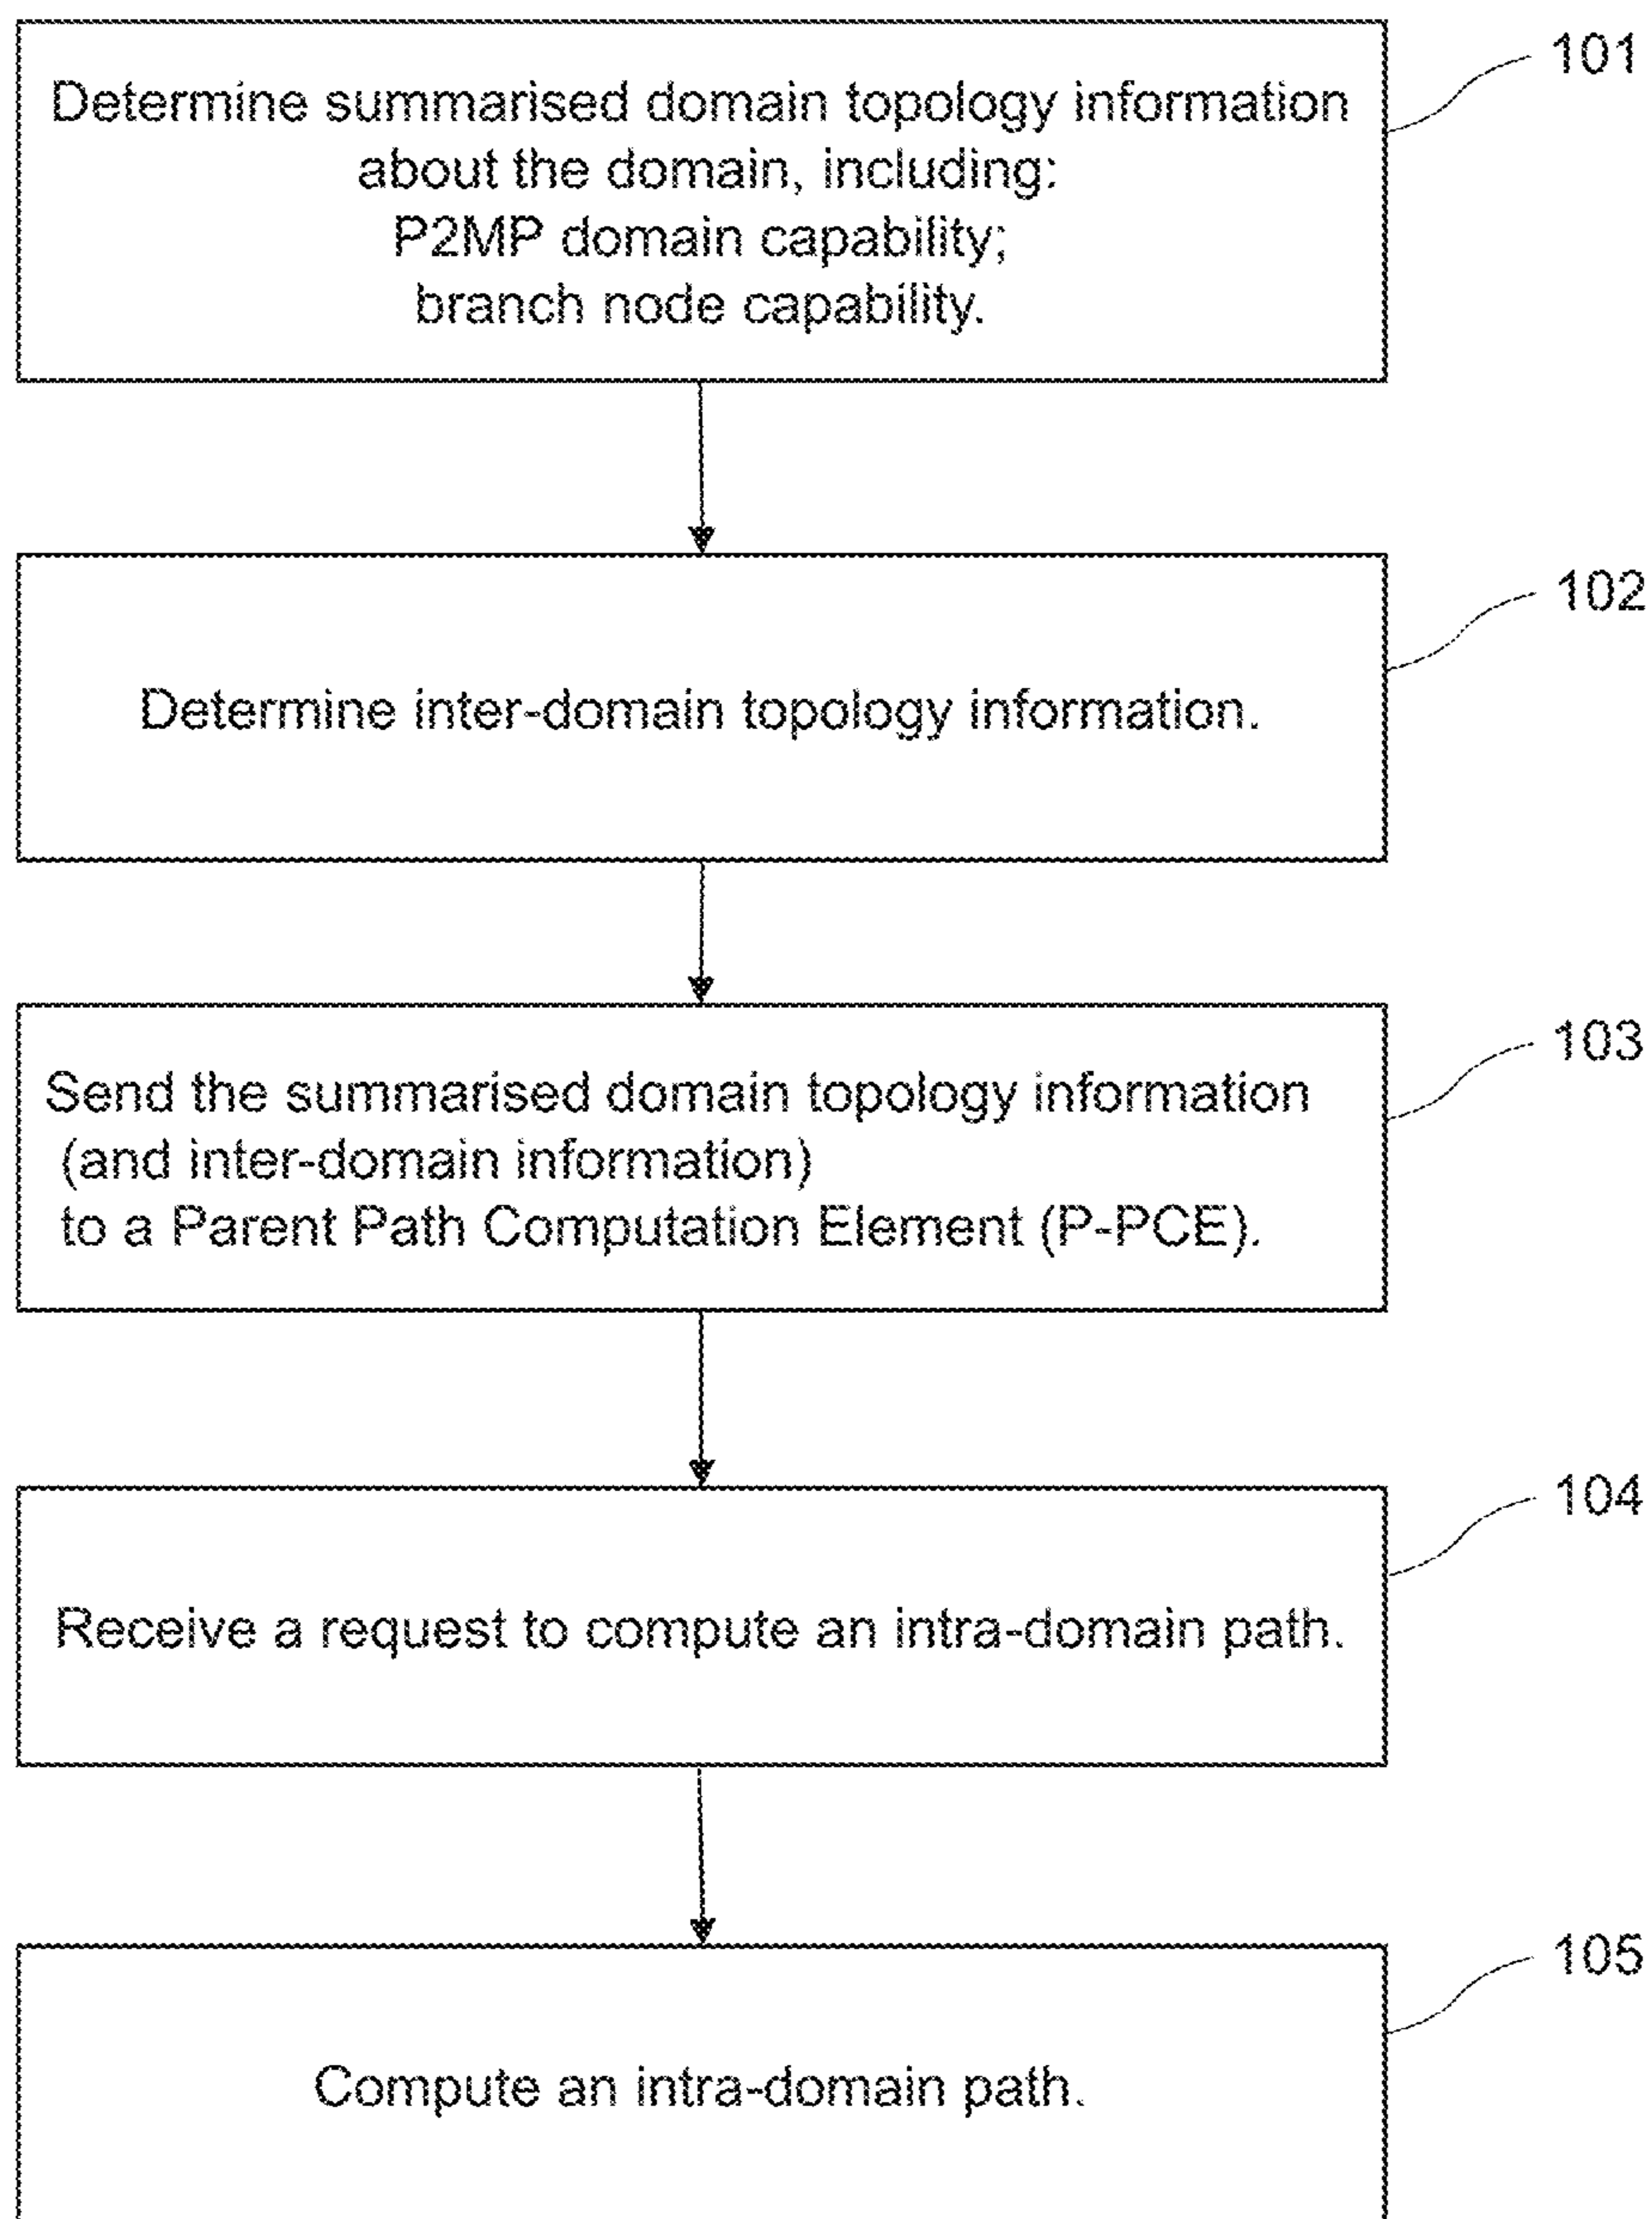 Determine summarised domain topology information
about the domain, including:
P2MP domain capability;
branch node capability.
101
Determine inter-domain topology information.
102
Send the summarised domain topology information
(and inter-domain information)
to a Parent Path Computation Element (P-PCE).
103
Receive a request to compute an intra-domain path.
104
Compute an intra-domain path.
105